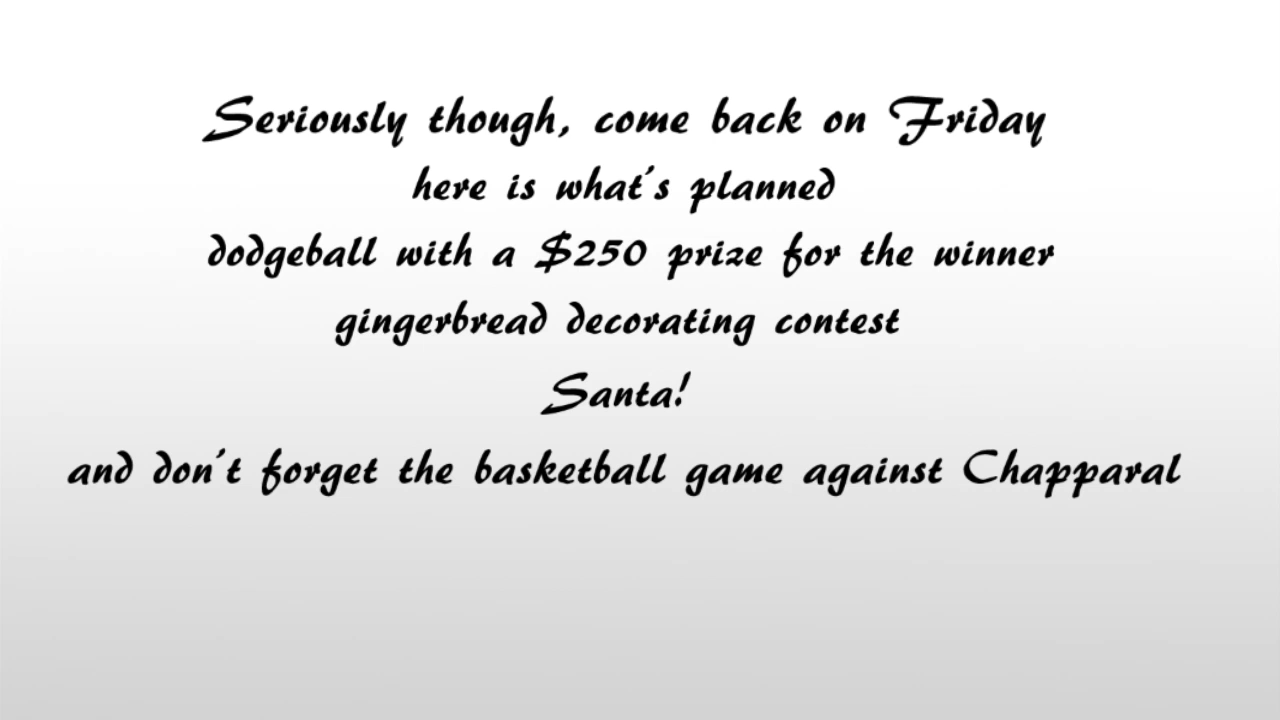 Seriously though, come back on Friday
here is what's planned
dodgeball with a $250 prize for the winner
gingerbread decorating contest
Santa!
and don't forget the basketball game against Chapparal